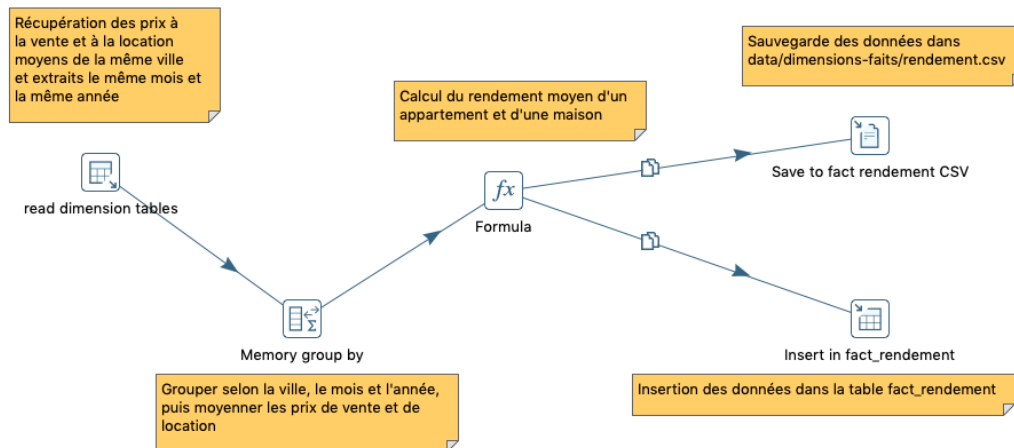 Récupération des prix à
la vente et à la location
moyens de la même ville
et extraits le même mois et
la même année
Sauvegarde des données dans
data/dimensions-faits/rendement.csv
Calcul du rendement moyen d'un
appartement et d'une maison
read dimension tables
fx
Formula
Save to fact rendement CSV
Σ
Memory group by
Insert in fact_rendement
Grouper selon la ville, le mois et l'année,
puis moyenner les prix de vente et de
location
Insertion des données dans la table fact_rendement